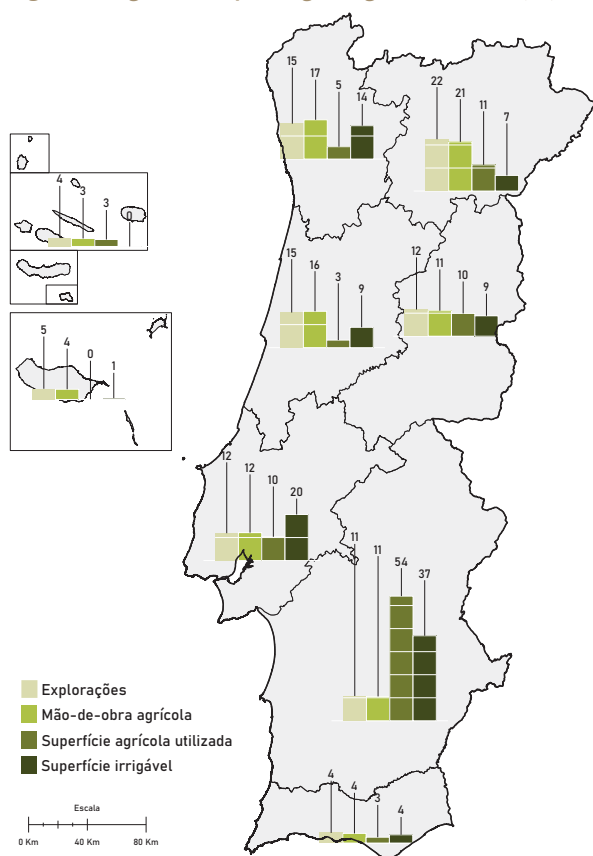 15 17 5 14
22 21 11 7
4 3 3 0
15 16 3 9
12 11 10 9
5 4 0 1
12 12 10 20
11 11 54 37
Explorações
Mão-de-obra agrícola
Superfície agrícola utilizada
Superfície irrigável
4 4 3 4
Escala
0 Km 40 Km 80 Km